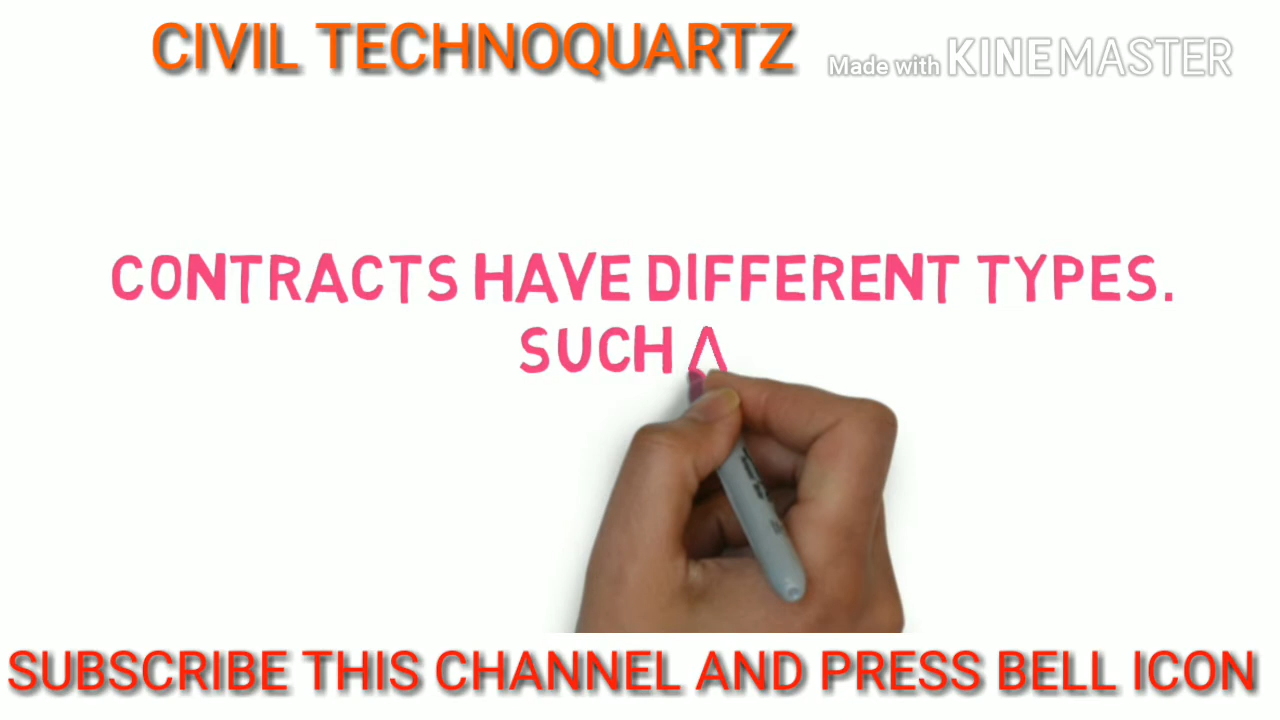 CIVIL TECHNOQUARTZ
Made with KINEMASTER
CONTRACTS HAVE DIFFERENT TYPES.
SUCH
SUBSCRIBE THIS CHANNEL AND PRESS BELL ICON